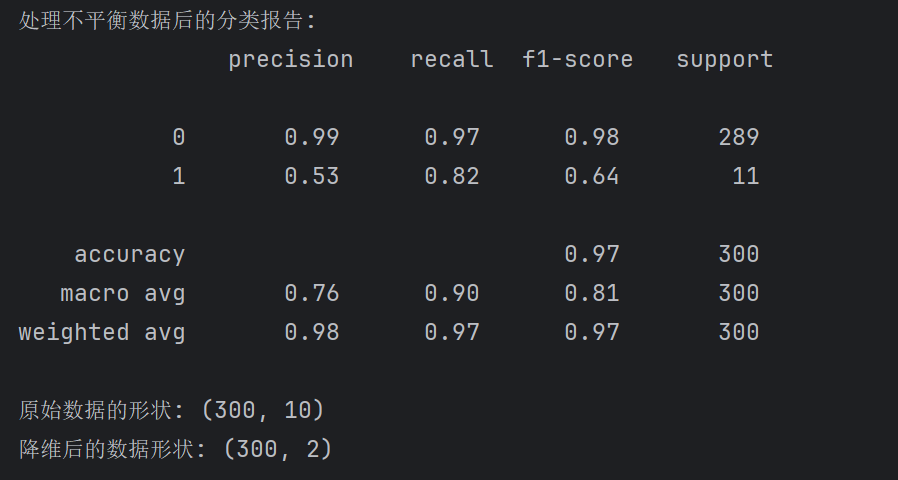 处理不平衡数据后的分类报告:
precision recall f1-score support
0 0.99 0.97 0.98 289
1 0.53 0.82 0.64 11
accuracy 0.97 300
macro avg 0.76 0.90 0.81 300
weighted avg 0.98 0.97 0.97 300
原始数据的形状: (300, 10)
降维后的数据形状: (300, 2)